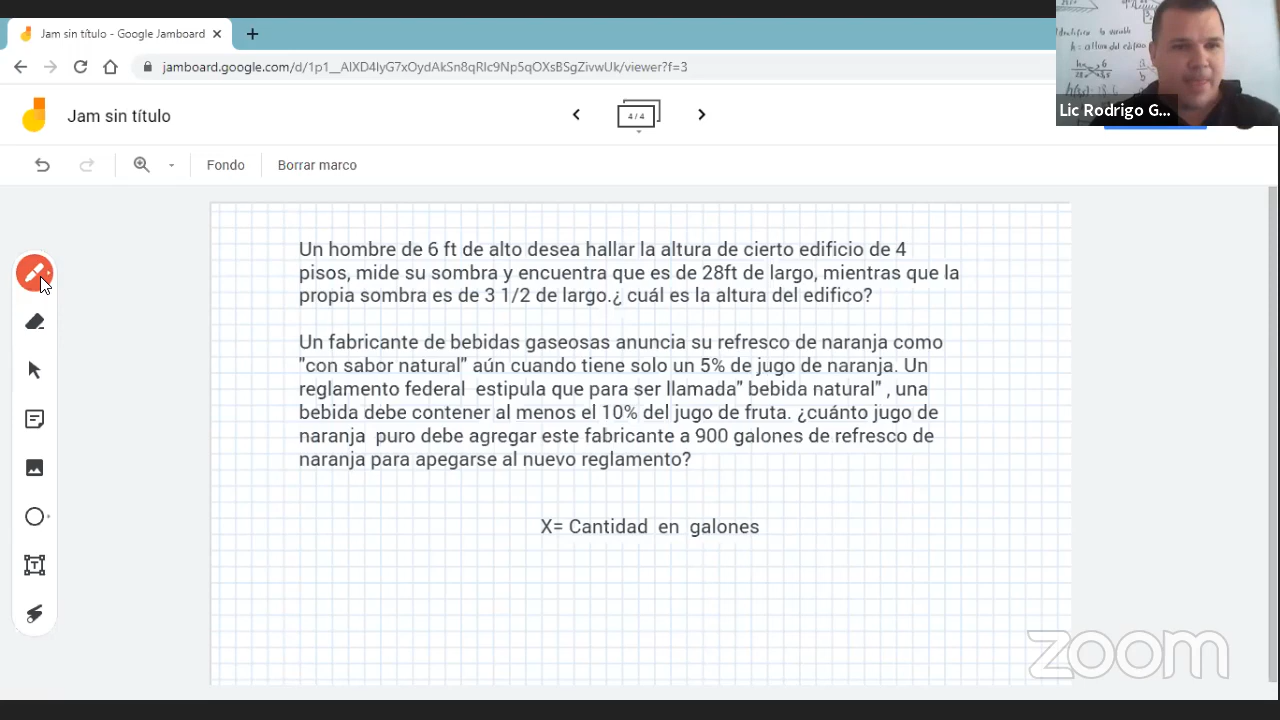 Jam sin título - Google Jamboard
jamboard.google.com/d/1p1__AIXD4lyG7xOydAkSn8qRlc9Np5qOXsBSgZivwUk/viewer?f=3
Jam sin título
4 / 4
Fondo
Borrar marco
Lic Rodrigo G...
Un hombre de 6 ft de alto desea hallar la altura de cierto edificio de 4
pisos, mide su sombra y encuentra que es de 28ft de largo, mientras que la
propia sombra es de 3 1/2 de largo.¿ cuál es la altura del edifico?
Un fabricante de bebidas gaseosas anuncia su refresco de naranja como
"con sabor natural" aún cuando tiene solo un 5% de jugo de naranja. Un
reglamento federal  estipula que para ser llamada" bebida natural" , una
bebida debe contener al menos el 10% del jugo de fruta. ¿cuánto jugo de
naranja  puro debe agregar este fabricante a 900 galones de refresco de
naranja para apegarse al nuevo reglamento?
X= Cantidad  en  galones
zoom